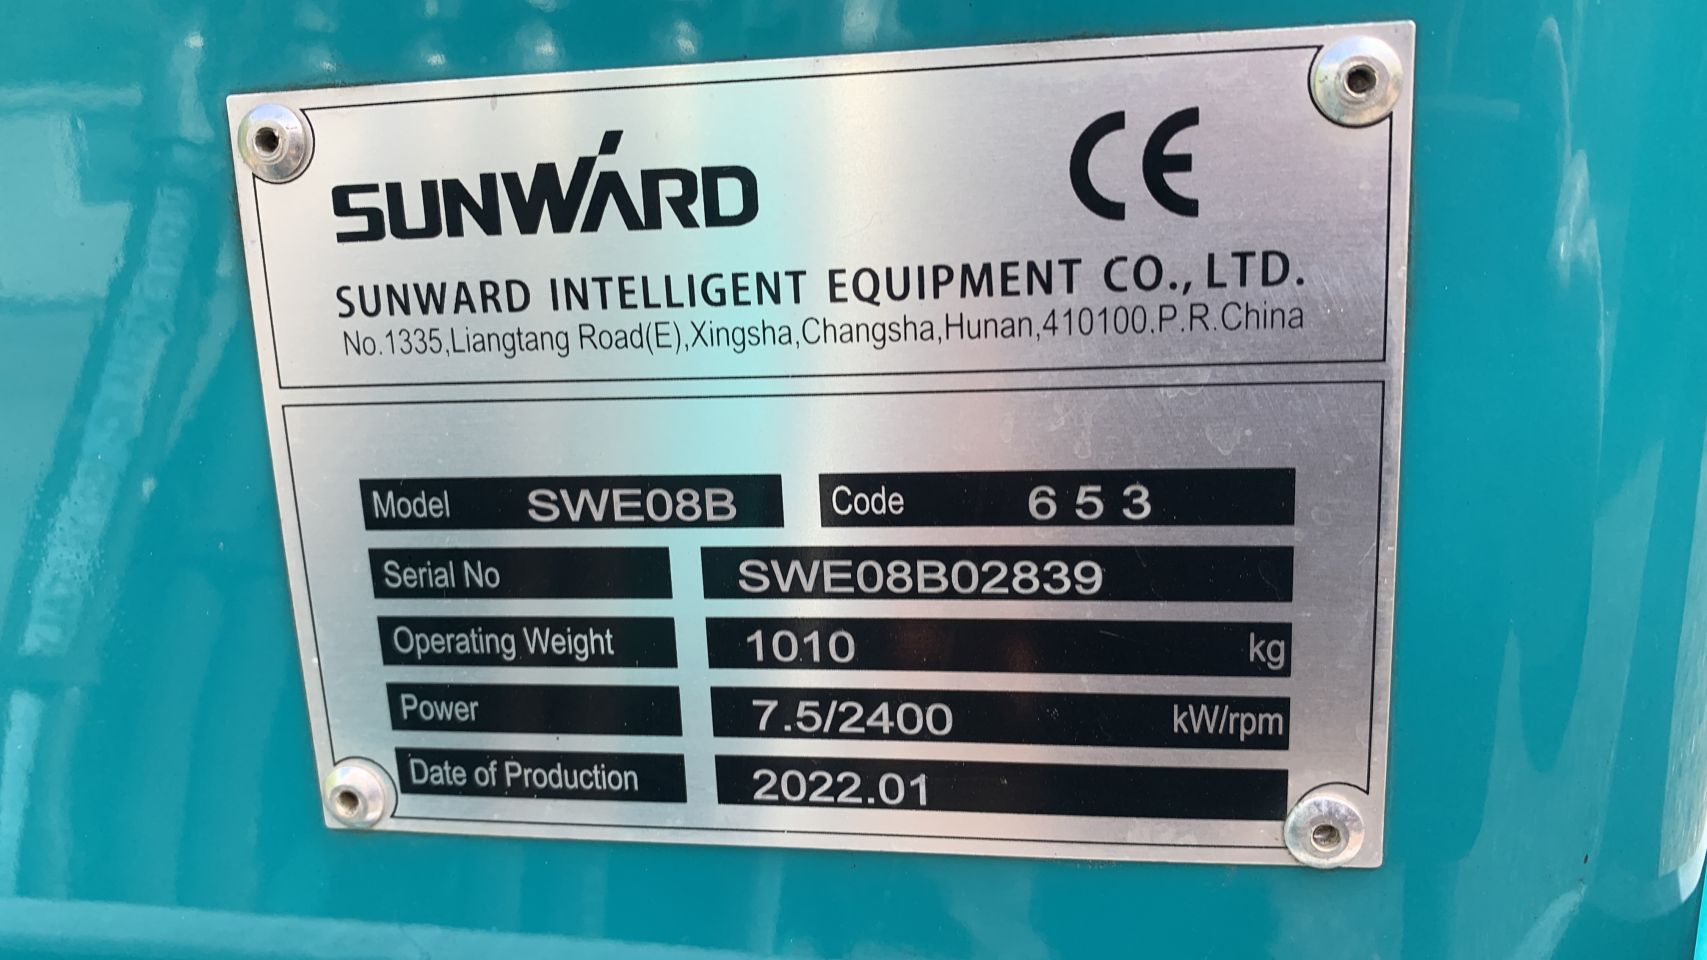 SUNWARD
CE
SUNWARD INTELLIGENT EQUIPMENT CO., LTD.
No.1335,Liangtang Road(E),Xingsha,Changsha,Hunan,410100.P.R.China
Model SWE08B Code 6 5 3
Serial No SWE08B02839
Operating Weight 1010 kg
Power 7.5/2400 kW/rpm
Date of Production 2022.01